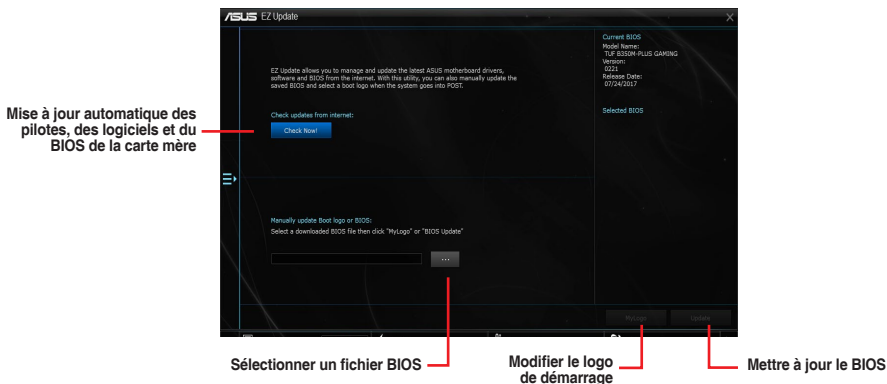 ASUS EZ Update
X
EZ Update allows you to manage and update the latest ASUS motherboard drivers,
software and BIOS from the internet. With this utility, you can also manually update the
saved BIOS and select a boot logo when the system goes into POST.
Check updates from internet:
Check Now!
Manually update Boot logo or BIOS:
Select a downloaded BIOS file then click "MyLogo" or "BIOS Update"
...
Current BIOS
Model Name:
TUF B350M-PLUS GAMING
Version:
0221
Release Date:
07/24/2017
Selected BIOS
MyLogo
Update
Mise à jour automatique des
pilotes, des logiciels et du
BIOS de la carte mère
Sélectionner un fichier BIOS
Modifier le logo
de démarrage
Mettre à jour le BIOS